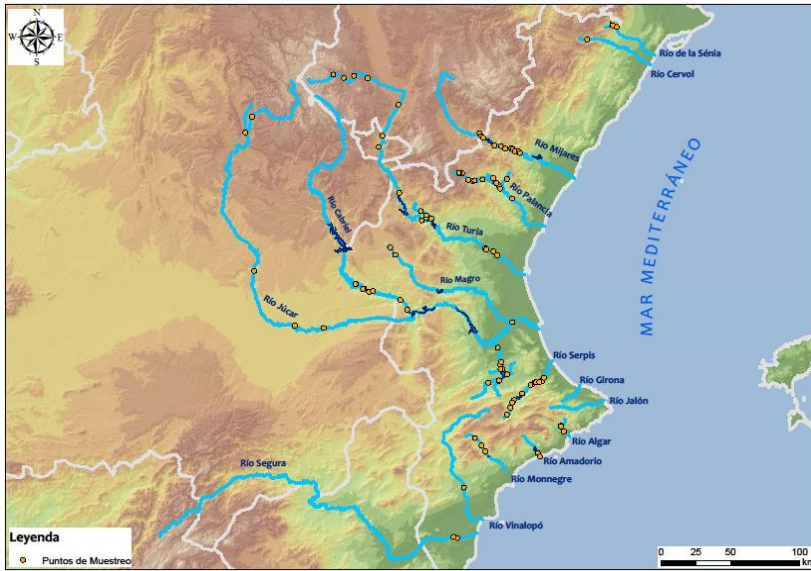 N
W
E
S
Río de la Sénia
Río Cervol
Río Mijares
Río Palancia
Río Cabriel
Río Turia
Río Magro
Río Júcar
MAR MEDITERRÁNEO
Río Serpis
Río Girona
Río Jalón
Río Algar
Río Amadorio
Río Monnegre
Río Segura
Río Vinalopó
Leyenda
Puntos de Muestreo
0 25 50 100
km